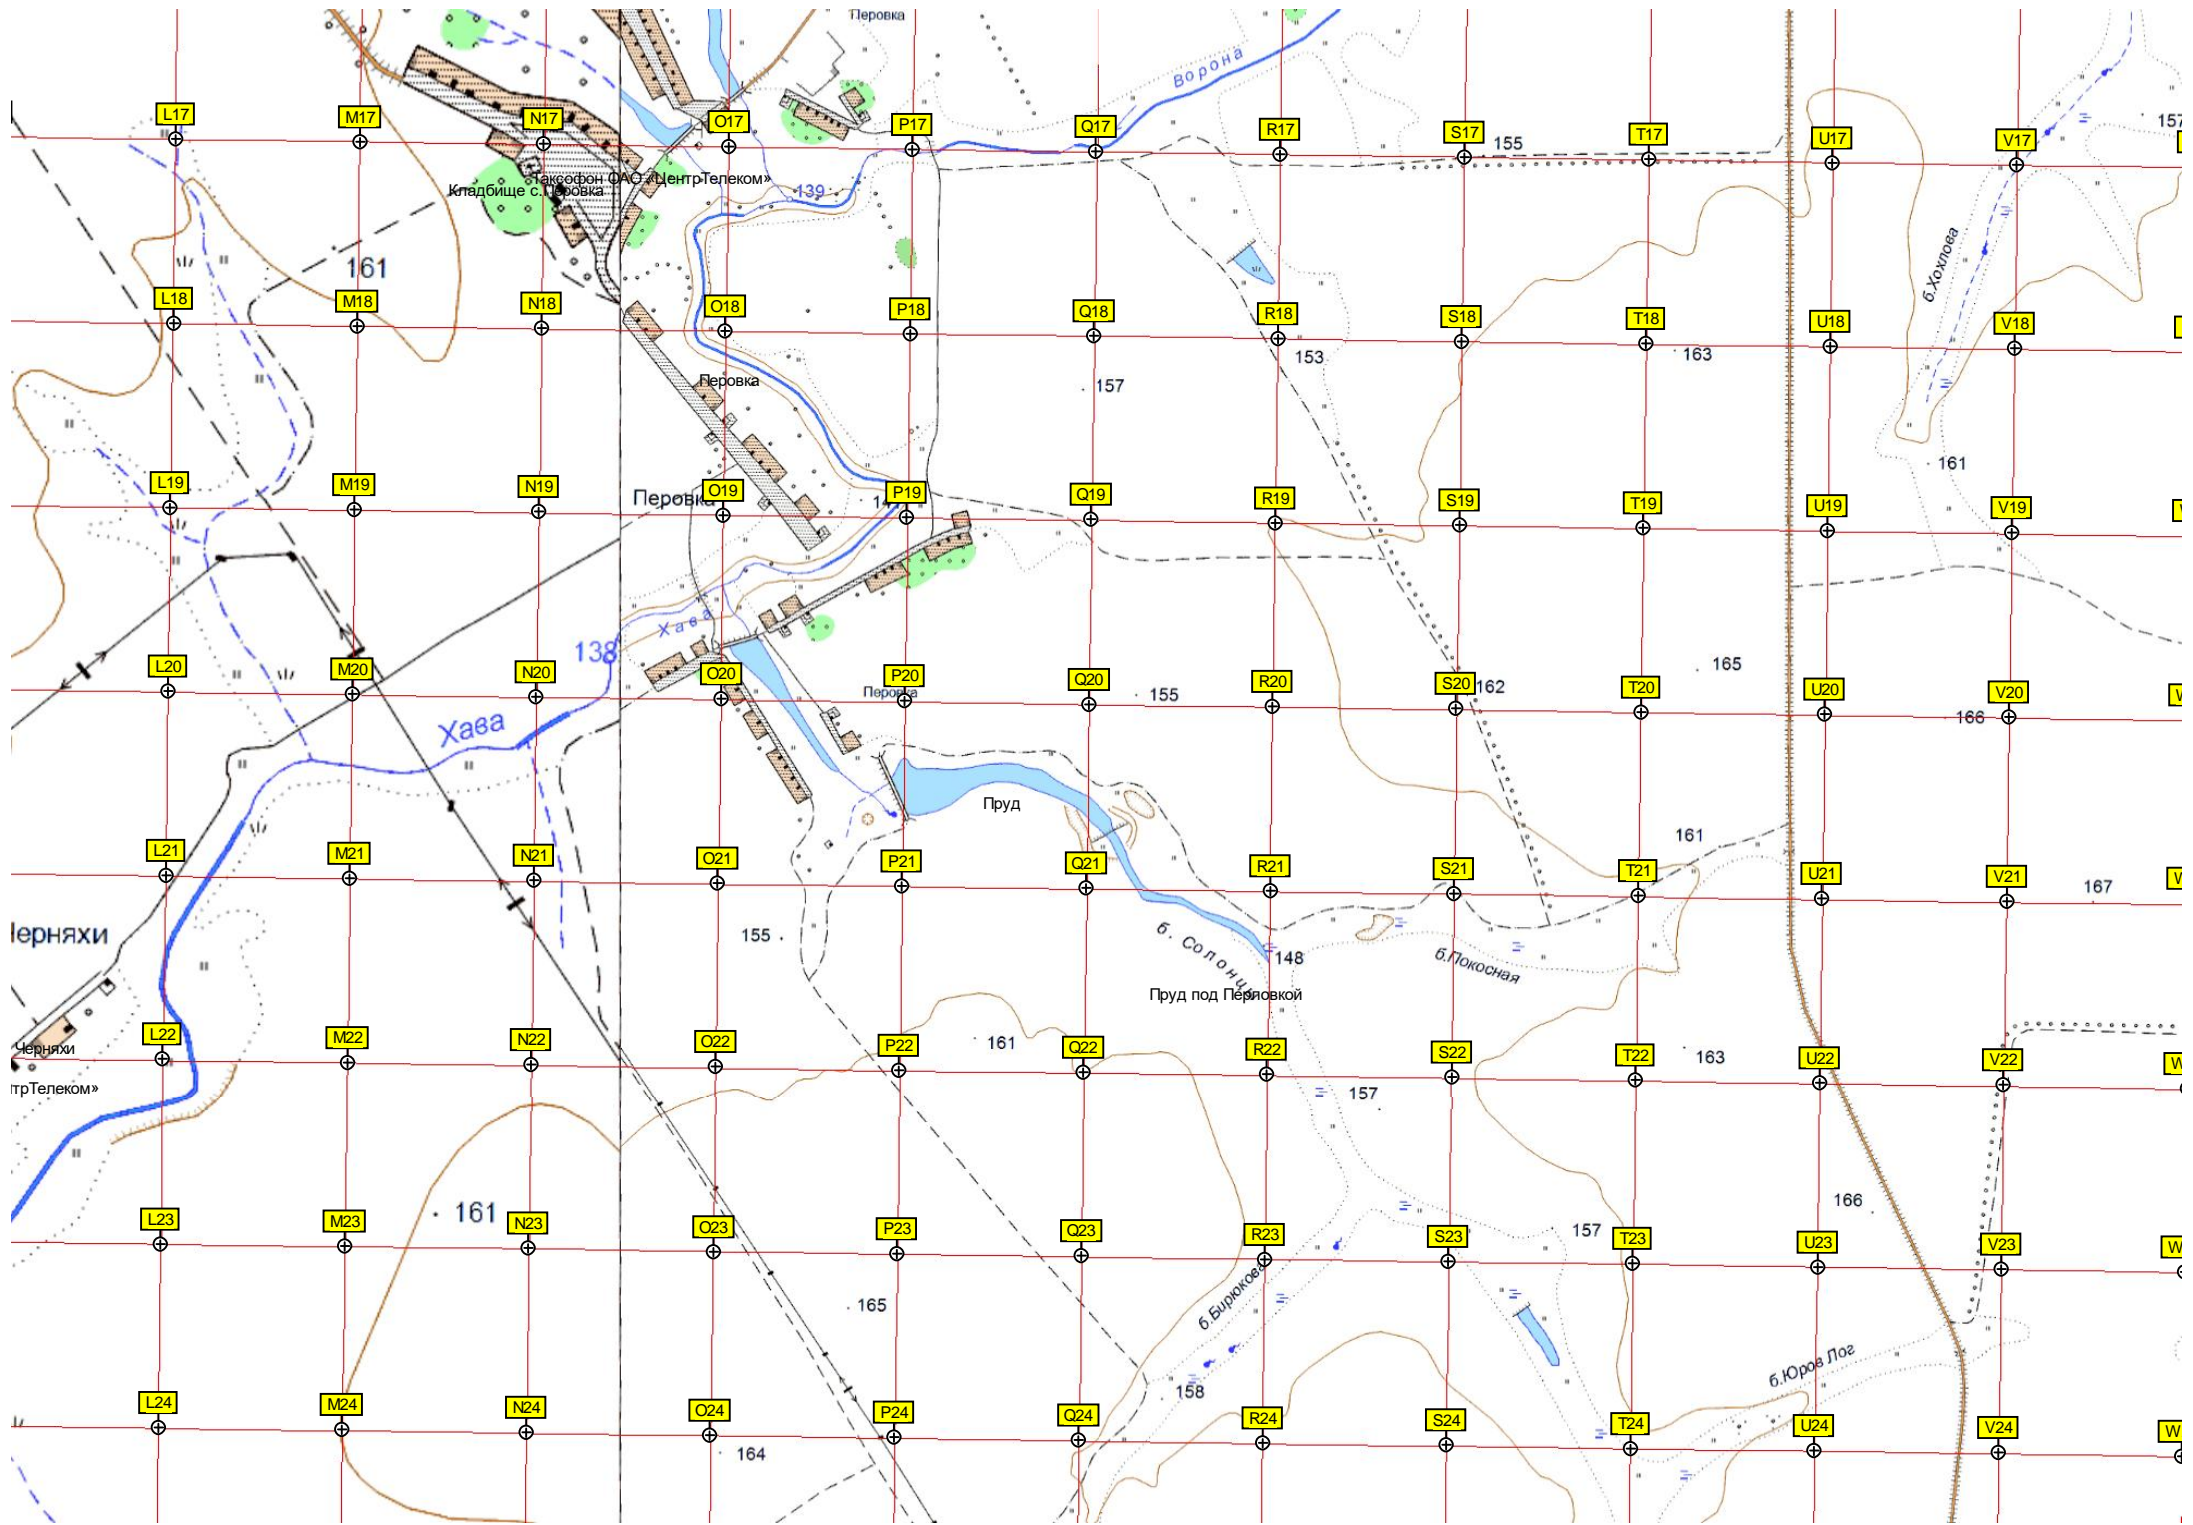 Перовка
Ворона
L17
M17
N17
O17
P17
Q17
R17
S17
155
T17
U17
V17
157
Таксофон ОАО «ЦентрТелеком»
Кладбище с.Перовка
139
161
б.Хохлова
L18
M18
N18
O18
P18
Q18
R18
S18
T18
U18
V18
153
163
Перовка
157
161
L19
M19
N19
Перовка
O19
P19
Q19
R19
S19
T19
U19
V19
Хава
138
L20
M20
N20
O20
P20
Перовка
Q20
155
R20
S20
162
T20
165
U20
166
V20
W
Хава
Пруд
161
L21
M21
N21
O21
P21
Q21
R21
S21
T21
U21
V21
167
W
Черняхи
155
б. Солонцы
148
б.Покосная
Пруд под Перловкой
L22
M22
N22
O22
P22
161
Q22
R22
S22
T22
163
U22
V22
W
Черняхи
нтрТелеком»
157
161
166
L23
M23
N23
O23
P23
Q23
R23
S23
157
T23
U23
V23
W
165
б.Бирюкова
б.Юров Лог
158
L24
M24
N24
O24
P24
Q24
R24
S24
T24
U24
V24
W
164